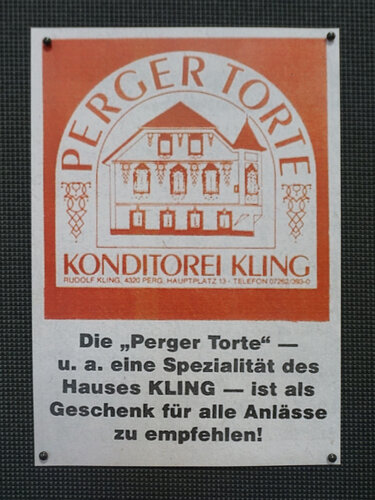 PERGER TORTE
KONDITOREI KLING
RUDOLF KLING, 4320 PERG, HAUPTPLATZ 13 - TELEFON 07262/393-0
Die „Perger Torte“ —
u. a. eine Spezialität des
Hauses KLING — ist als
Geschenk für alle Anlässe
zu empfehlen!